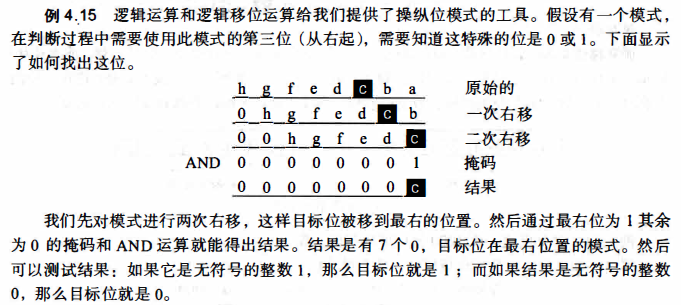 例 4.15 逻辑运算和逻辑移位运算给我们提供了操纵位模式的工具。假设有一个模式,
在判断过程中需要使用此模式的第三位(从右起),需要知道这特殊的位是 0 或 1。下面显示
了如何找出这位。
h g f e d C b a 原始的
0 h g f e d C b 一次右移
0 0 h g f e d C 二次右移
AND 0 0 0 0 0 0 0 1 掩码
0 0 0 0 0 0 0 C 结果
我们先对模式进行两次右移,这样目标位被移到最右的位置。然后通过最右位为 1 其余
为 0 的掩码和 AND 运算就能得出结果。结果是有 7 个 0,目标位在最右位置的模式。然后
可以测试结果:如果它是无符号的整数 1,那么目标位就是 1;而如果结果是无符号的整数
0,那么目标位就是 0。